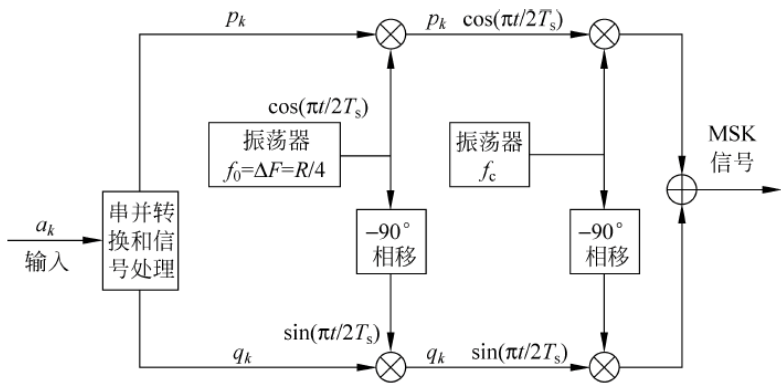 p_k
p_k cos(πt/2T_s)
cos(πt/2T_s)
振荡器
f_0=ΔF=R/4
振荡器
f_c
MSK
信号
a_k
输入
串并转
换和信
号处理
−90°
相移
−90°
相移
sin(πt/2T_s)
q_k
q_k sin(πt/2T_s)